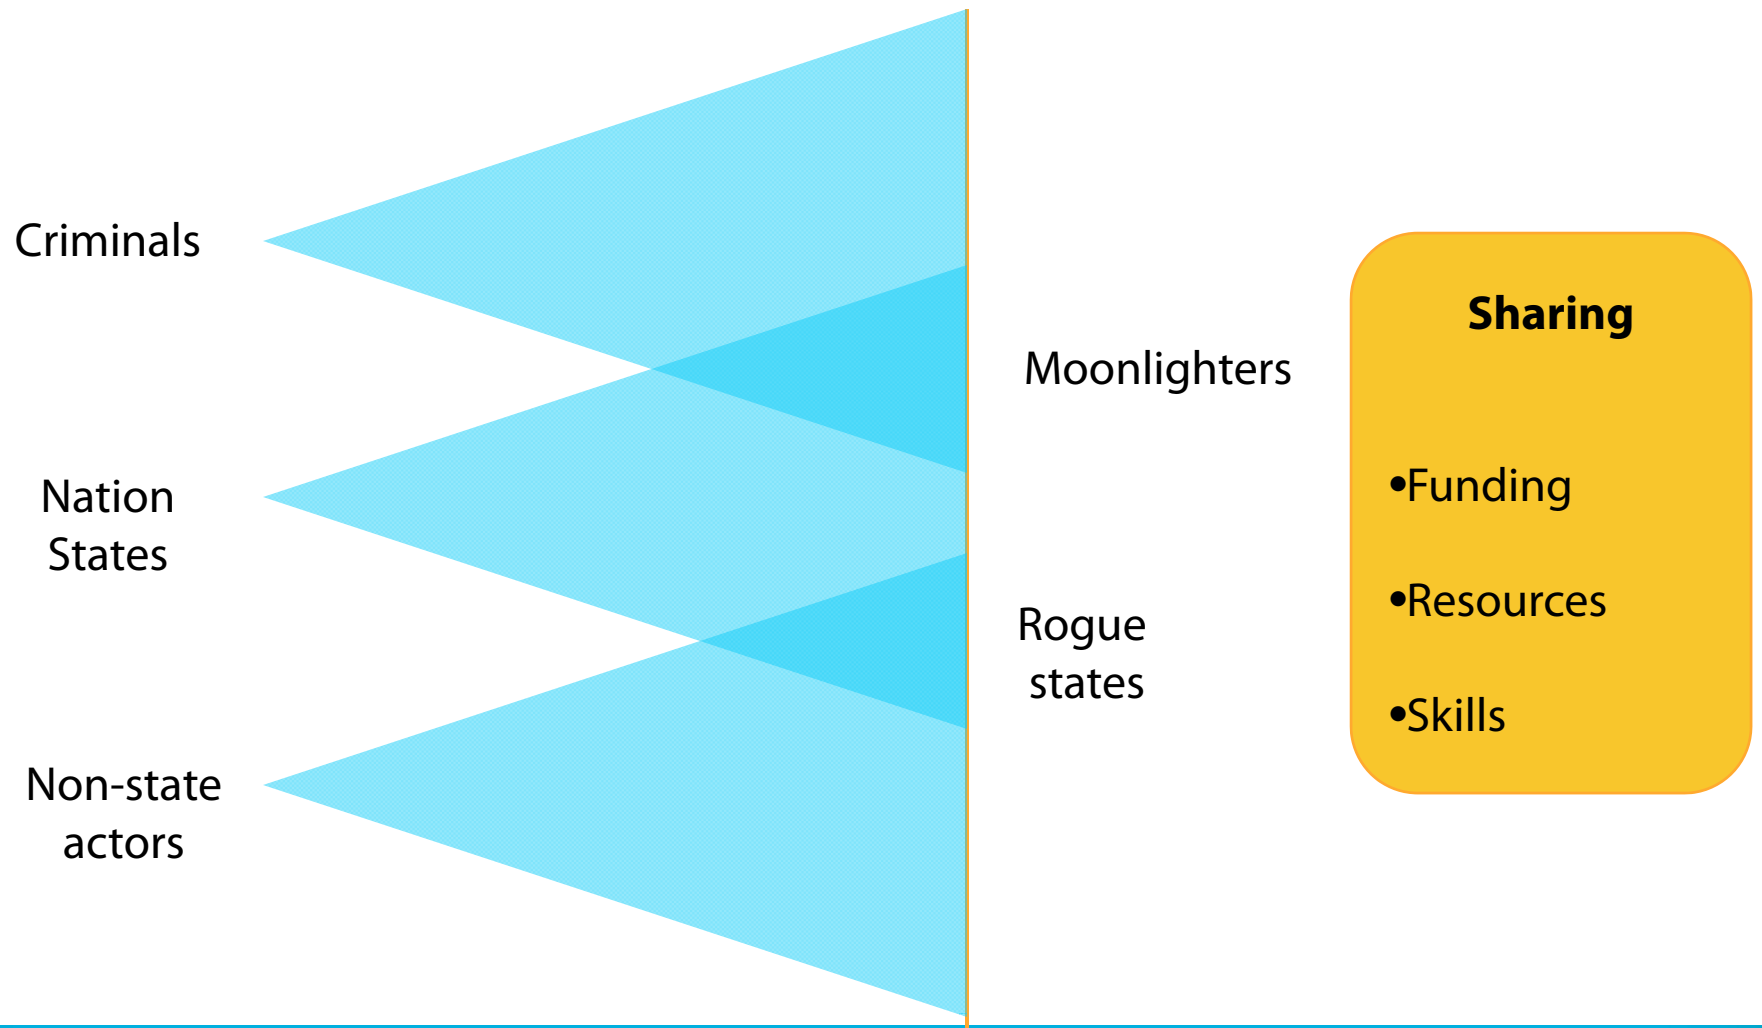 Criminals
Nation
States
Non-state
actors
Moonlighters
Rogue
states
Sharing
•Funding
•Resources
•Skills